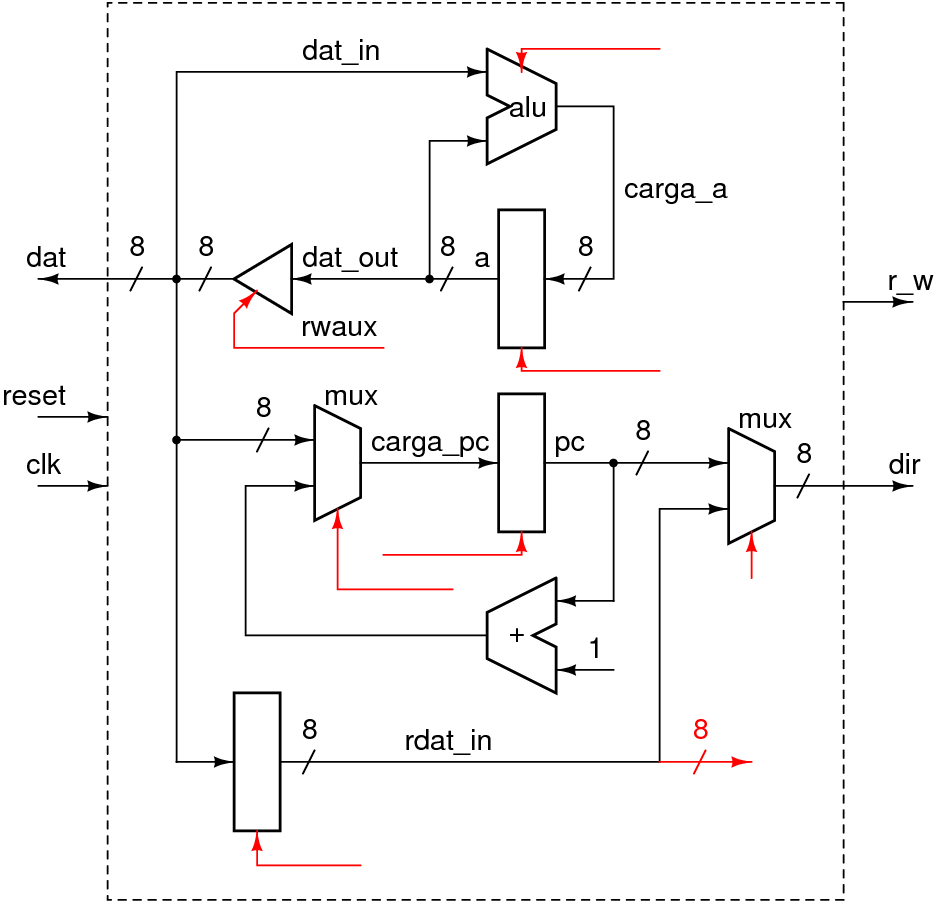 dat_in
alu
carga_a
dat
8
8
dat_out
8
a
8
r_w
rwaux
reset
8
mux
mux
carga_pc
pc
8
8
clk
dir
+
1
8
rdat_in
8